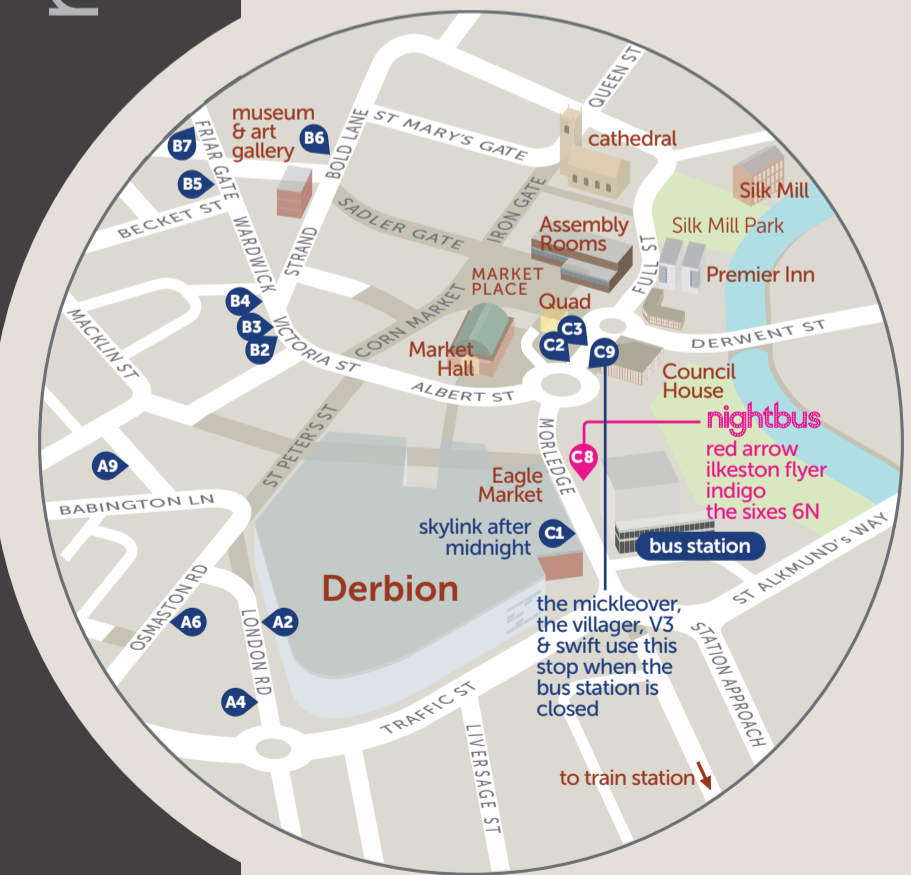 QUEEN ST
museum
& art
gallery
B6
B7
FRIAR GATE
BOLD LANE
ST MARY'S GATE
cathedral
B5
BECKET ST
WARDWICK
STRAND
SADLER GATE
IRON GATE
Silk Mill
Silk Mill Park
Assembly
Rooms
FULL ST
MARKET
PLACE
Premier Inn
Quad
B4
B3
B2
VICTORIA ST
CORN MARKET
C3
C2
C9
DERWENT ST
MACKLIN ST
Market
Hall
ALBERT ST
Council
House
MORLEDGE
nightbus
red arrow
ilkeston flyer
indigo
the sixes 6N
C8
ST PETER'S ST
A9
BABINGTON LN
Eagle
Market
skylink after
midnight
C1
bus station
ST ALKMUND's WAY
Derbion
the mickleover,
the villager, V3
& swift use this
stop when the
bus station is
closed
OSMASTON RD
A6
LONDON RD
A2
A4
STATION APPROACH
TRAFFIC ST
LIVERSAGE ST
to train station